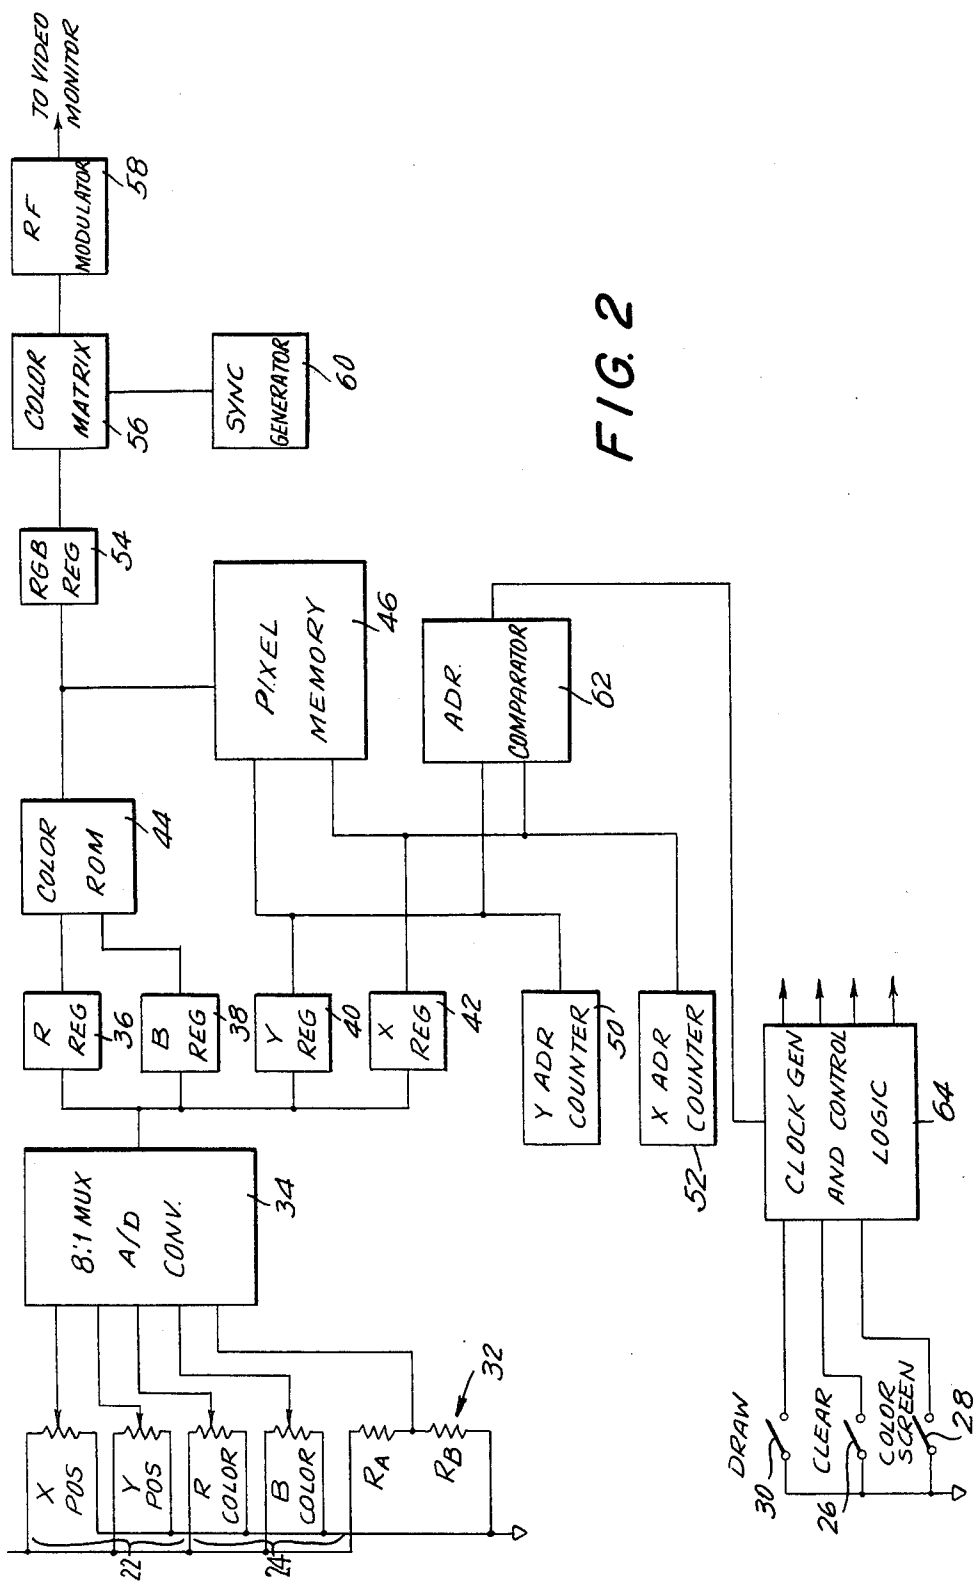 X
POS
Y
POS
R
COLOR
B
COLOR
22
24
RA
RB
32
8:1 MUX
A/D
CONV.
34
R
REG
36
B
REG
38
Y
REG
40
X
REG
42
COLOR
ROM
44
PIXEL
MEMORY
46
Y ADR
COUNTER
50
X ADR
COUNTER
52
ADR.
COMPARATOR
62
RGB
REG
54
COLOR
MATRIX
56
SYNC
GENERATOR
60
RF
MODULATOR
58
TO VIDEO
MONITOR
DRAW
30
CLEAR
26
COLOR
SCREEN
28
CLOCK GEN
AND CONTROL
LOGIC
64
FIG. 2